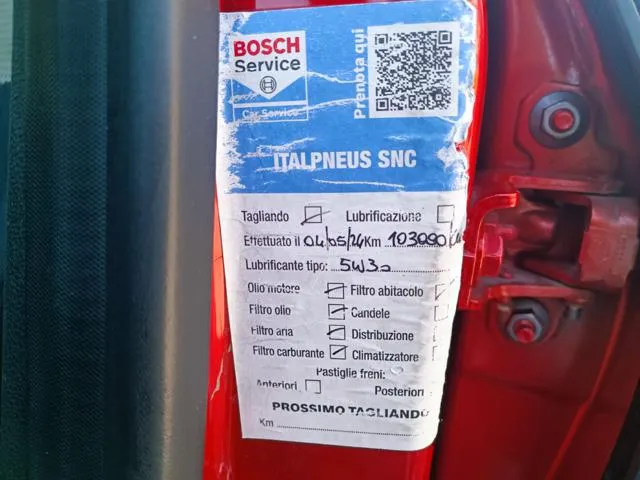 BOSCH
Service
Car Service
Prenota qui
ITALPNEUS SNC
Tagliando Lubrificazione
Effettuato il 04/05/24 Km 103090
Lubrificante tipo: 5W30
Olio motore Filtro abitacolo
Filtro olio Candele
Filtro aria Distribuzione
Filtro carburante Climatizzatore
Pastiglie freni:
Anteriori Posteriori
PROSSIMO TAGLIANDO
Km